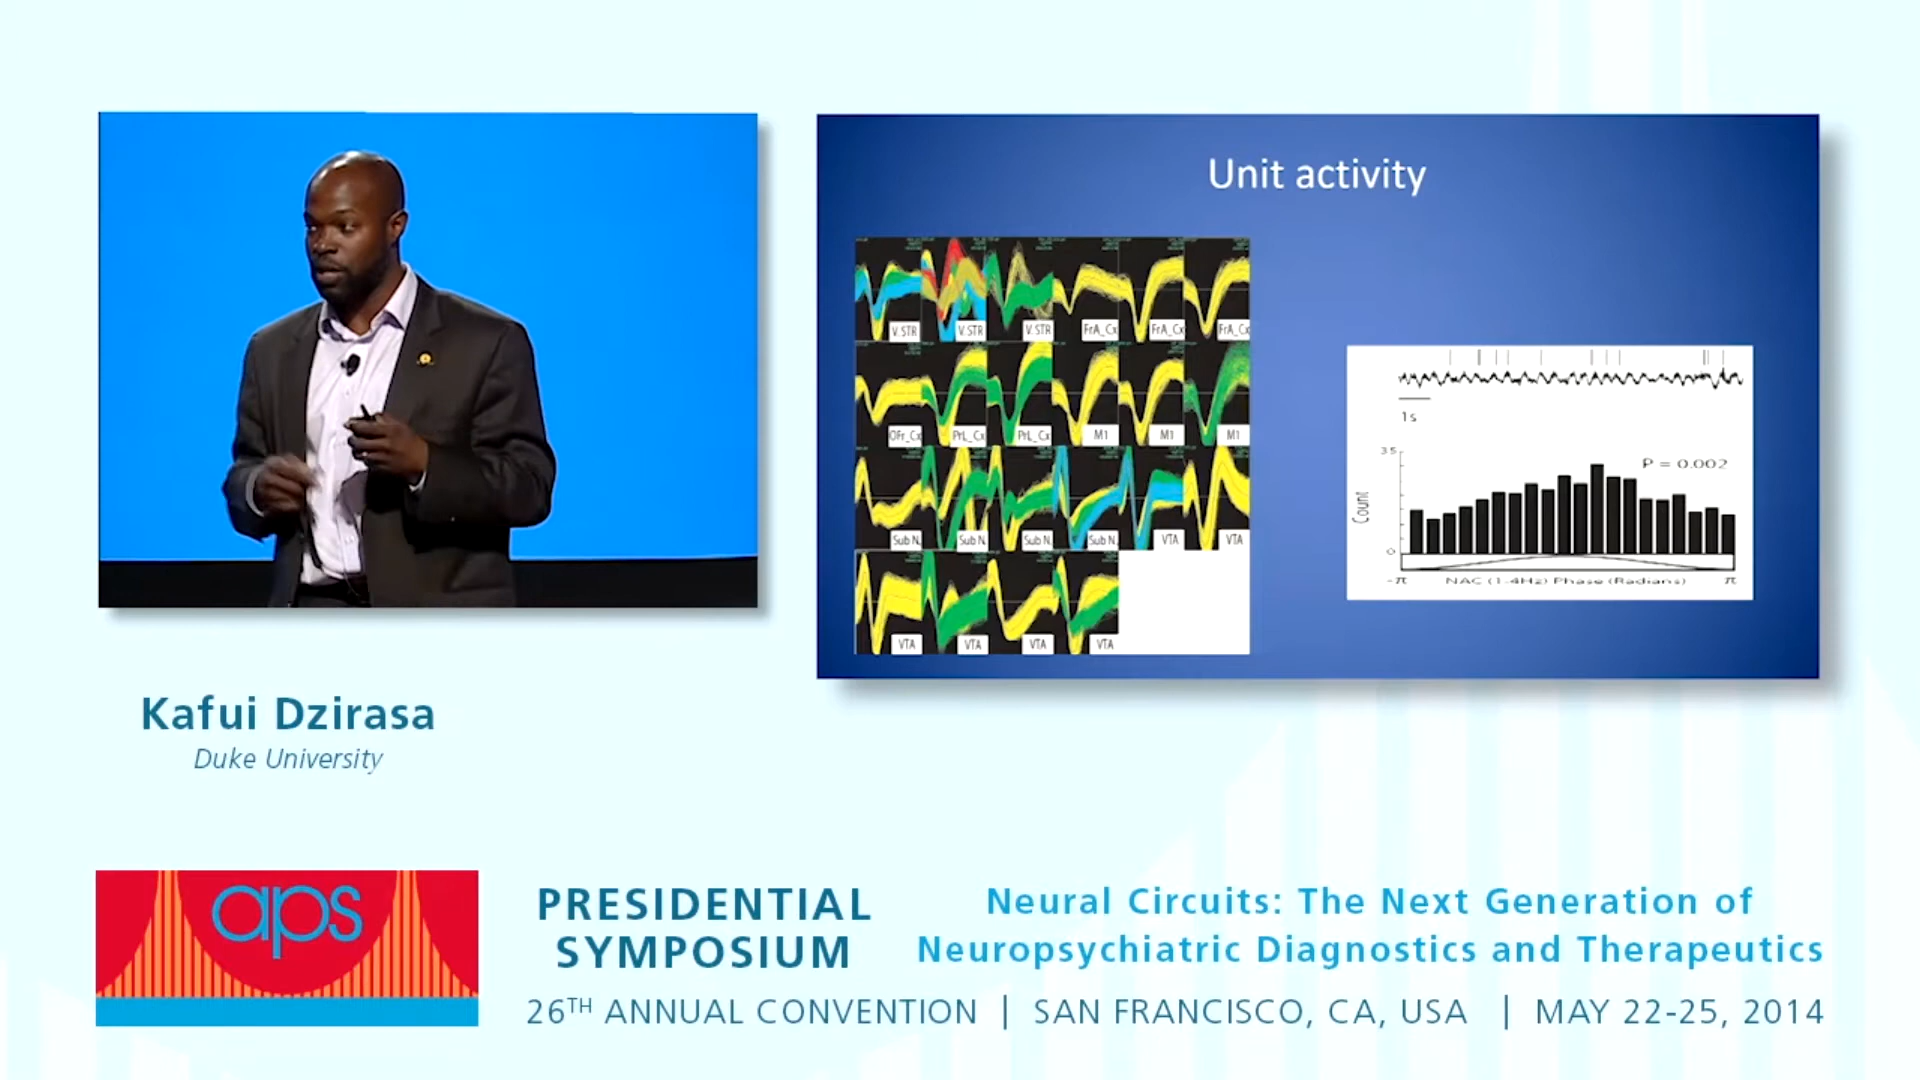 Unit activity
V. STR
V. STR
V. STR
FrA_Cx
FrA_Cx
FrA_Cx
OFr_Cx
PrL_Cx
PrL_Cx
M1
M1
M1
Sub N.
Sub N.
Sub N.
Sub N.
VTA
VTA
VTA
VTA
VTA
VTA
1s
35
P = 0.002
Count
0
-π NAC (1-4Hz) Phase (Radians) π
Kafui Dzirasa
Duke University
aps
PRESIDENTIAL
SYMPOSIUM
Neural Circuits: The Next Generation of
Neuropsychiatric Diagnostics and Therapeutics
26TH ANNUAL CONVENTION | SAN FRANCISCO, CA, USA | MAY 22-25, 2014